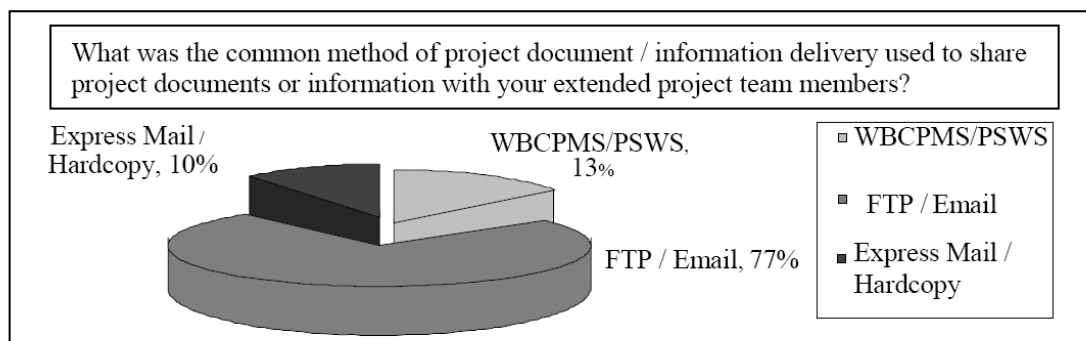 What was the common method of project document / information delivery used to share
project documents or information with your extended project team members?
Express Mail /
Hardcopy, 10%
WBCPMS/PSWS,
13%
FTP / Email, 77%
WBCPMS/PSWS
FTP / Email
Express Mail /
Hardcopy